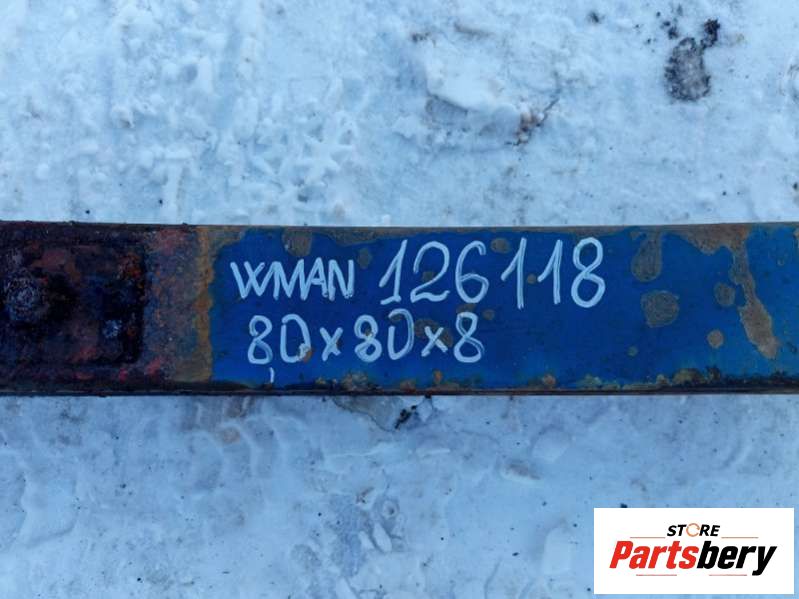 WMAN 126118
80x80x8
STORE
Partsbery